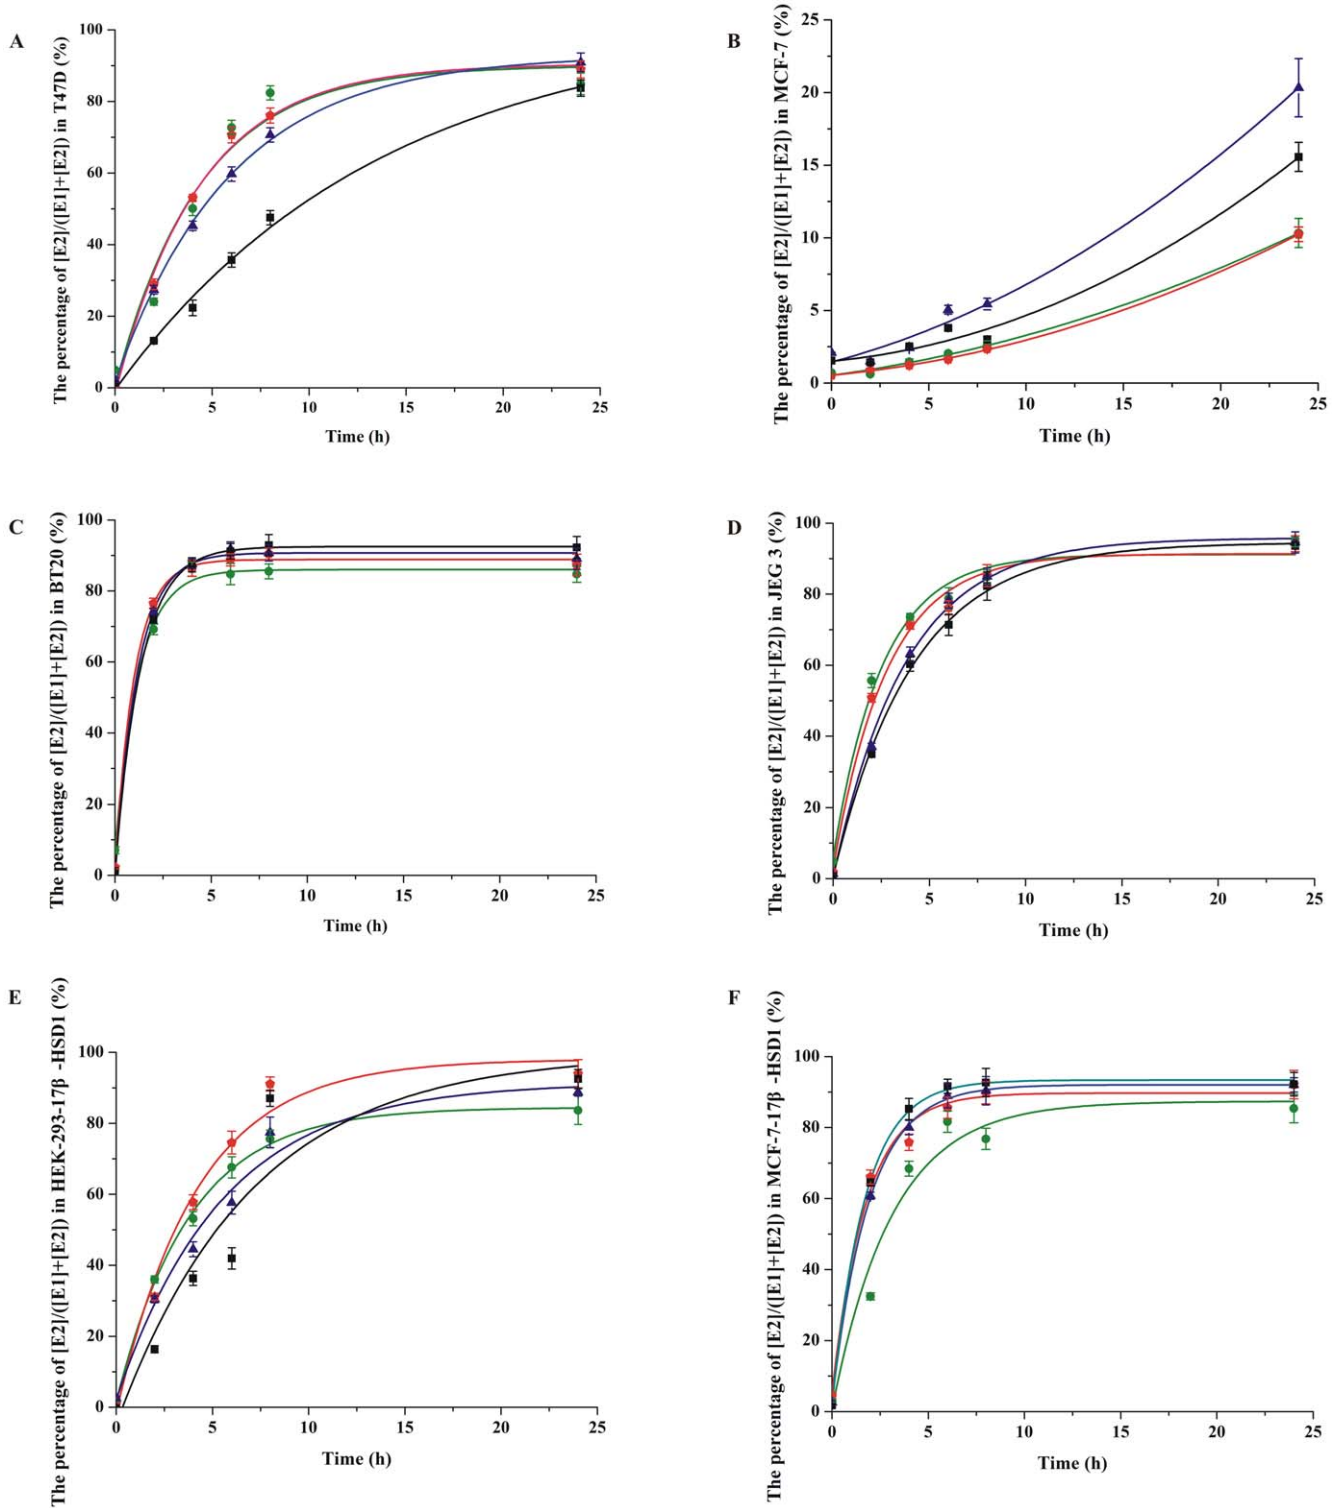 A
The percentage of [E2]/([E1]+[E2]) in T47D (%)
100
80
60
40
20
0
0 5 10 15 20 25
Time (h)
B
The percentage of [E2]/([E1]+[E2]) in MCF-7 (%)
25
20
15
10
5
0
0 5 10 15 20 25
Time (h)
C
The percentage of [E2]/([E1]+[E2]) in BT20 (%)
100
80
60
40
20
0
0 5 10 15 20 25
Time (h)
D
The percentage of [E2]/([E1]+[E2]) in JEG 3 (%)
100
80
60
40
20
0
0 5 10 15 20 25
Time (h)
E
The percentage of [E2]/([E1]+[E2]) in HEK-293-17β -HSD1 (%)
100
80
60
40
20
0
0 5 10 15 20 25
Time (h)
F
The percentage of [E2]/([E1]+[E2]) in MCF-7-17β -HSD1 (%)
100
80
60
40
20
0
0 5 10 15 20 25
Time (h)